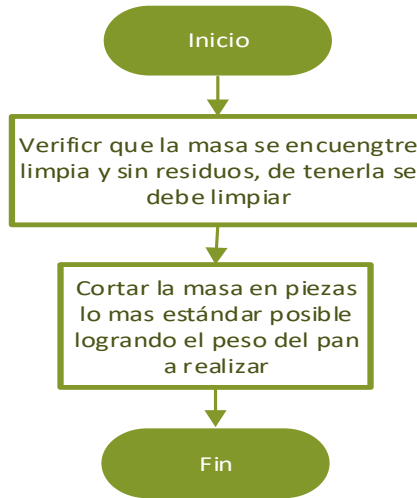 Inicio
Verificr que la masa se encuengtre
limpia y sin residuos, de tenerla se
debe limpiar
Cortar la masa en piezas
lo mas estándar posible
logrando el peso del pan
a realizar
Fin